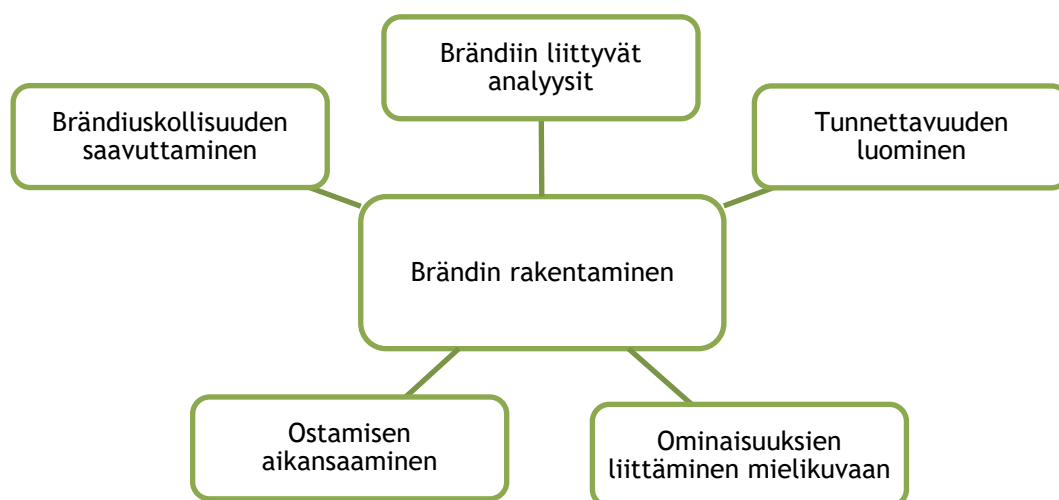 Brändiin liittyvät
analyysit
Brändiuskollisuuden
saavuttaminen
Tunnettavuuden
luominen
Brändin rakentaminen
Ostamisen
aikansaaminen
Ominaisuuksien
liittäminen mielikuvaan